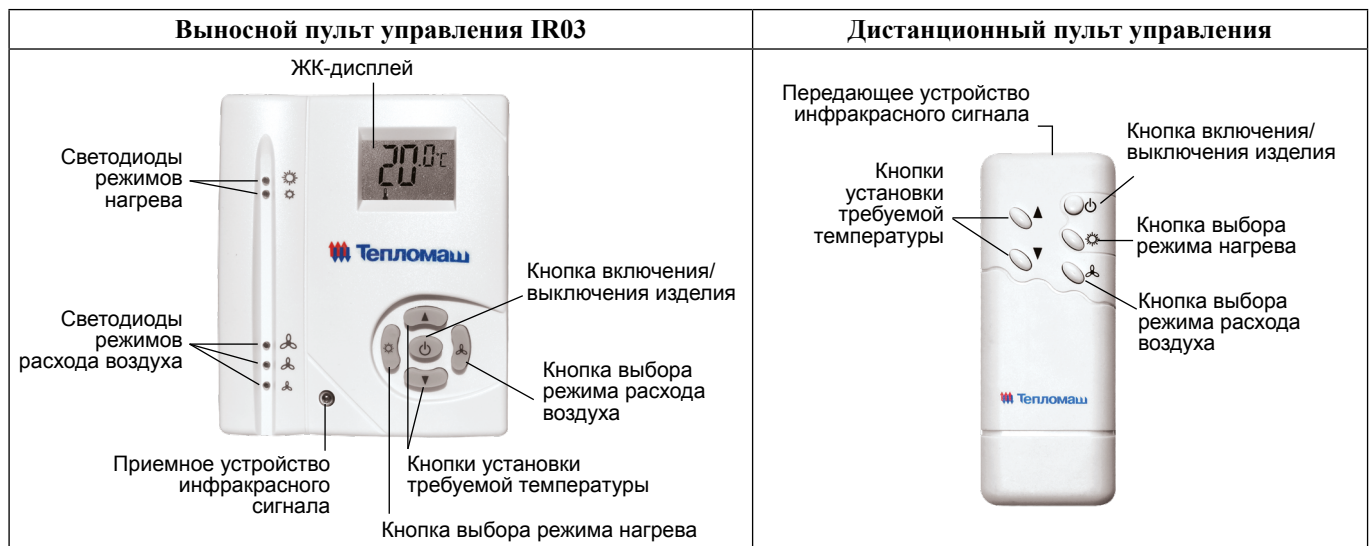 Выносной пульт управления IR03
ЖК-дисплей
20.0°C
Светодиоды
режимов
нагрева
Тепломаш
Кнопка включения/
выключения изделия
Светодиоды
режимов
расхода воздуха
Кнопка выбора
режима расхода
воздуха
Приемное устройство
инфракрасного
сигнала
Кнопки установки
требуемой температуры
Кнопка выбора режима нагрева
Дистанционный пульт управления
Передающее устройство
инфракрасного сигнала
Кнопка включения/
выключения изделия
Кнопки
установки
требуемой
температуры
Кнопка выбора
режима нагрева
Кнопка выбора
режима расхода
воздуха
Тепломаш